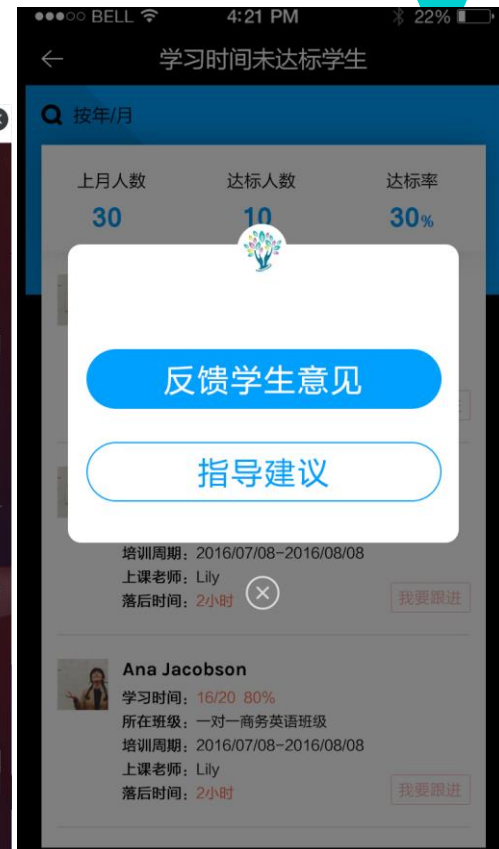 BELL 4:21 PM 22%
学习时间未达标学生
按年/月
上月人数 达标人数 达标率
30 10 30%
反馈学生意见
指导建议
培训周期：2016/07/08-2016/08/08
上课老师：Lily
落后时间：2小时 我要跟进
Ana Jacobson
学习时间：16/20 80%
所在班级：一对一商务英语班级
培训周期：2016/07/08-2016/08/08
上课老师：Lily
落后时间：2小时 我要跟进